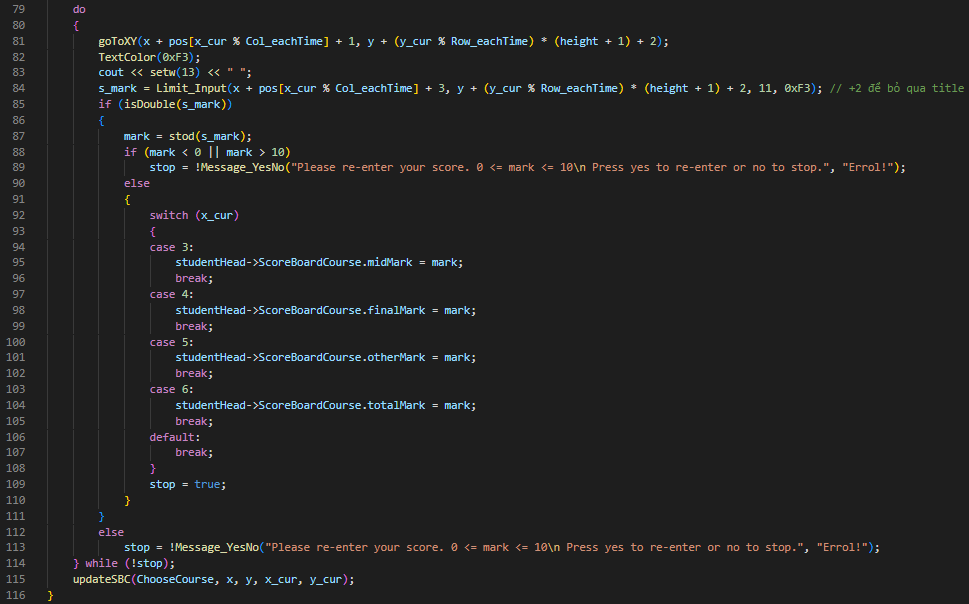 79 do
80 {
81 goToXY(x + pos[x_cur % Col_eachTime] + 1, y + (y_cur % Row_eachTime) * (height + 1) + 2);
82 TextColor(0xF3);
83 cout << setw(13) << " ";
84 s_mark = Limit_Input(x + pos[x_cur % Col_eachTime] + 3, y + (y_cur % Row_eachTime) * (height + 1) + 2, 11, 0xF3); // +2 để bỏ qua title
85 if (isDouble(s_mark))
86 {
87 mark = stod(s_mark);
88 if (mark < 0 || mark > 10)
89 stop = !Message_YesNo("Please re-enter your score. 0 <= mark <= 10\n Press yes to re-enter or no to stop.", "Errol!");
90 else
91 {
92 switch (x_cur)
93 {
94 case 3:
95 studentHead->ScoreBoardCourse.midMark = mark;
96 break;
97 case 4:
98 studentHead->ScoreBoardCourse.finalMark = mark;
99 break;
100 case 5:
101 studentHead->ScoreBoardCourse.otherMark = mark;
102 break;
103 case 6:
104 studentHead->ScoreBoardCourse.totalMark = mark;
105 break;
106 default:
107 break;
108 }
109 stop = true;
110 }
111 }
112 else
113 stop = !Message_YesNo("Please re-enter your score. 0 <= mark <= 10\n Press yes to re-enter or no to stop.", "Errol!");
114 } while (!stop);
115 updateSBC(ChooseCourse, x, y, x_cur, y_cur);
116 }